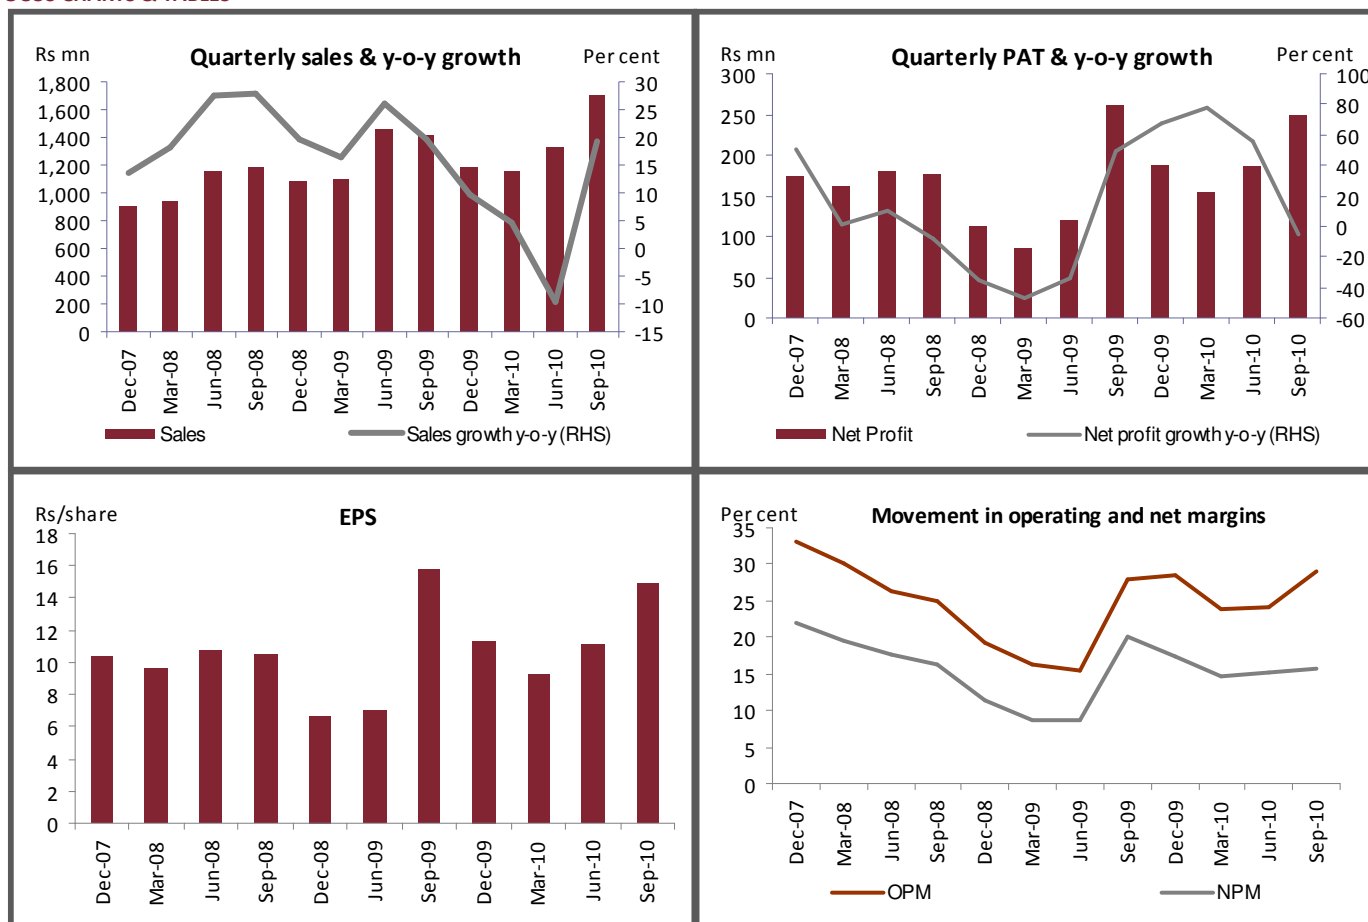 Rs mn Quarterly sales & y-o-y growth Per cent
1,800
1,600
1,400
1,200
1,000
800
600
400
200
0
30
25
20
15
10
5
0
-5
-10
-15
Dec-07
Mar-08
Jun-08
Sep-08
Dec-08
Mar-09
Jun-09
Sep-09
Dec-09
Mar-10
Jun-10
Sep-10
Sales Sales growth y-o-y (RHS)
Rs mn Quarterly PAT & y-o-y growth Per cent
300
250
200
150
100
50
0
100
80
60
40
20
0
-20
-40
-60
Dec-07
Mar-08
Jun-08
Sep-08
Dec-08
Mar-09
Jun-09
Sep-09
Dec-09
Mar-10
Jun-10
Sep-10
Net Profit Net profit growth y-o-y (RHS)
Rs/share EPS
18
16
14
12
10
8
6
4
2
0
Dec-07
Mar-08
Jun-08
Sep-08
Dec-08
Jun-09
Sep-09
Dec-09
Mar-10
Jun-10
Sep-10
Per cent Movement in operating and net margins
35
30
25
20
15
10
5
0
Dec-07
Mar-08
Jun-08
Sep-08
Dec-08
Mar-09
Jun-09
Sep-09
Dec-09
Mar-10
Jun-10
Sep-10
OPM NPM